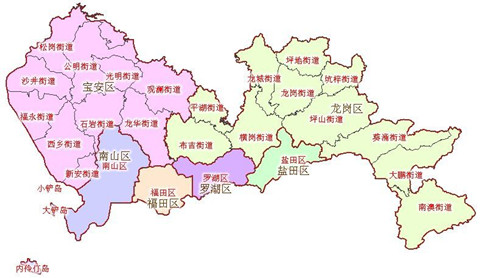 松岗街道
公明街道
光明街道
沙井街道
宝安区
观澜街道
福永街道
石岩街道
龙华街道
西乡街道
新安街道
南山区
南山区
小铲岛
大铲岛
内伶仃岛
平湖街道
布吉街道
福田区
福田区
罗湖区
罗湖区
盐田区
盐田区
横岗街道
龙城街道
坪地街道
坑梓街道
龙岗街道
龙岗区
坪山街道
葵涌街道
大鹏街道
南澳街道